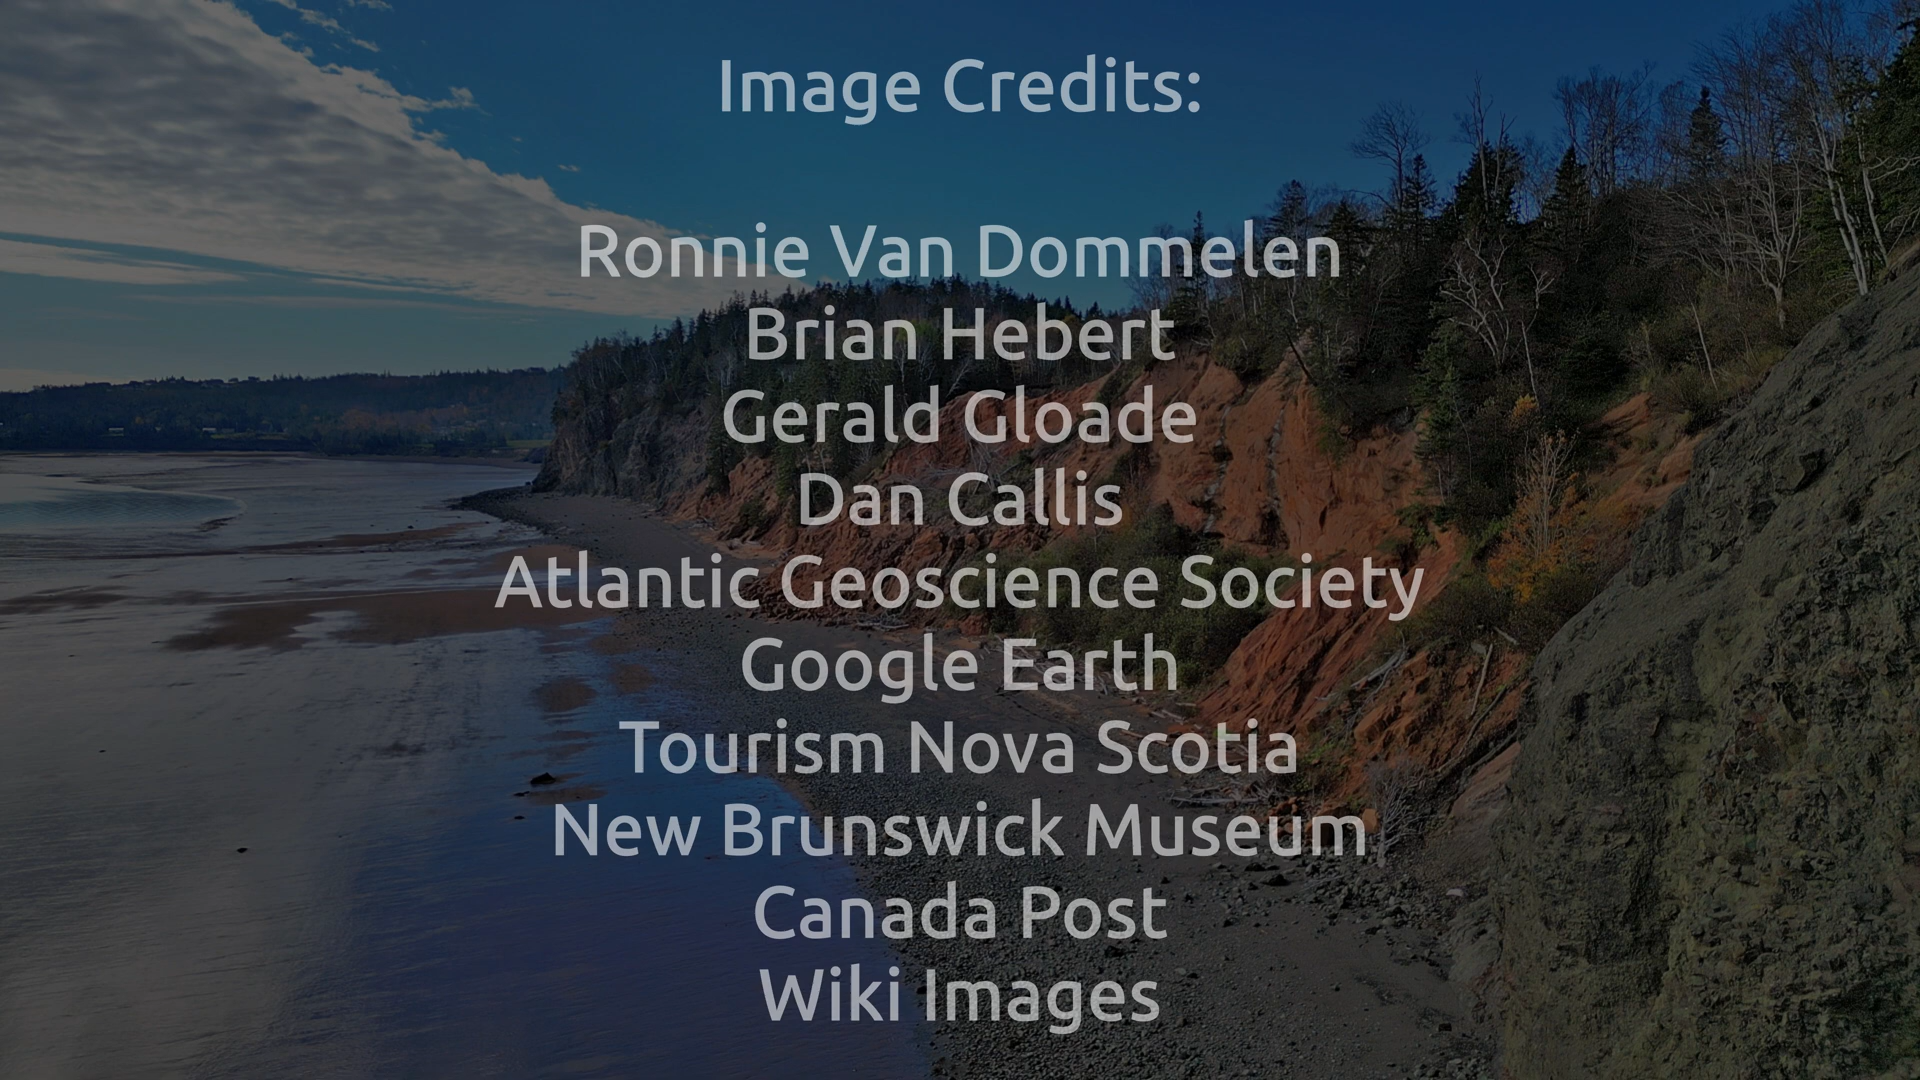 Image Credits:
Ronnie Van Dommelen
Brian Hebert
Gerald Gloade
Dan Callis
Atlantic Geoscience Society
Google Earth
Tourism Nova Scotia
New Brunswick Museum
Canada Post
Wiki Images